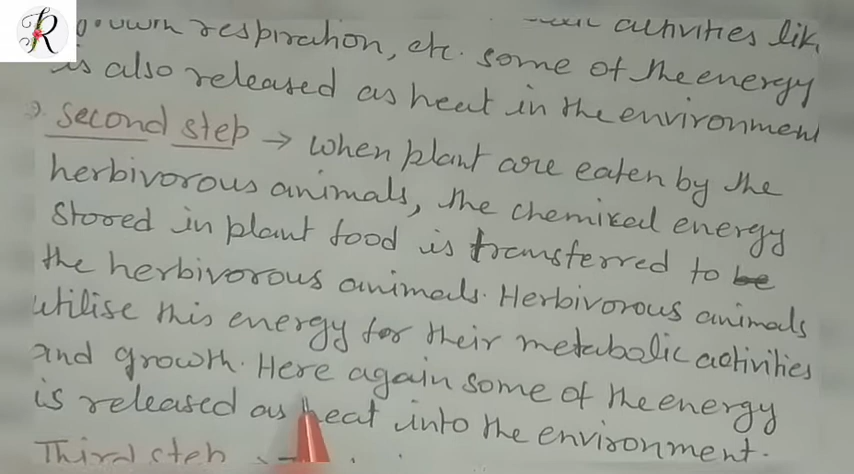 R
own respiration, etc. some of the energy activities lik
is also released as heat in the environment
second step → when plant are eaten by the
herbivorous animals, the chemical energy
stored in plant food is transferred to be
the herbivorous animals. Herbivorous animals
utilise this energy for their metabolic activities
and growth. Here again some of the energy
is released as heat into the environment.
Third step